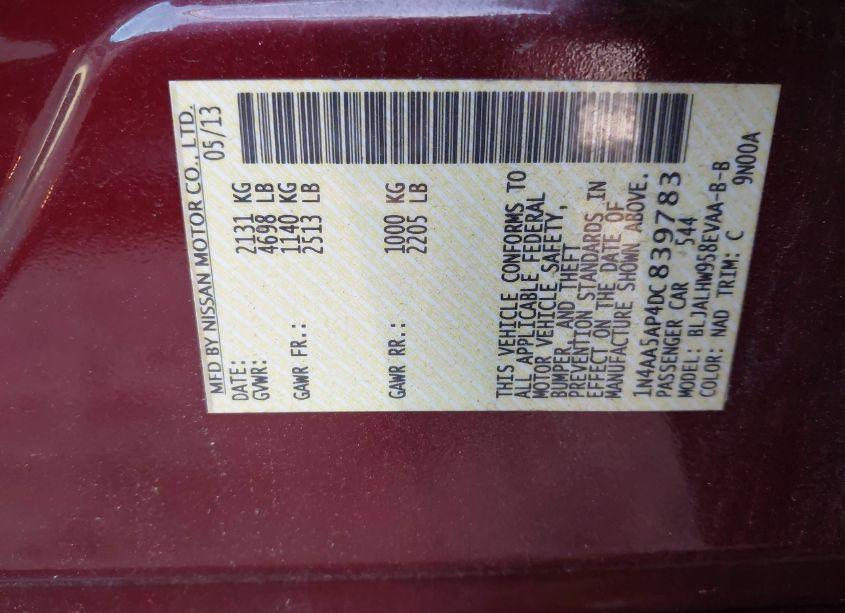 MFD BY NISSAN MOTOR CO., LTD.
DATE: 05/13
GVWR: 2131 KG
4698 LB
GAWR FR.: 1140 KG
2513 LB
GAWR RR.: 1000 KG
2205 LB
THIS VEHICLE CONFORMS TO
ALL APPLICABLE FEDERAL
MOTOR VEHICLE SAFETY,
BUMPER, AND THEFT
PREVENTION STANDARDS IN
EFFECT ON THE DATE OF
MANUFACTURE SHOWN ABOVE.
1N4AA5AP4DC839783
PASSENGER CAR 544
MODEL: BLJALHW958EVAA-B-B
COLOR: NAD TRIM: C 9N00A